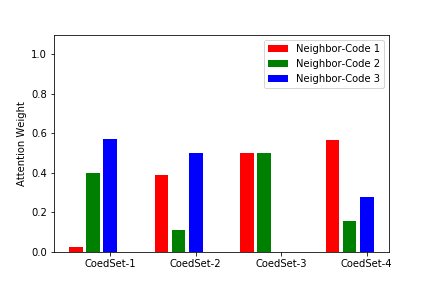 1.0
0.8
0.6
0.4
0.2
0.0
Attention Weight
Neighbor-Code 1
Neighbor-Code 2
Neighbor-Code 3
CoedSet-1 CoedSet-2 CoedSet-3 CoedSet-4